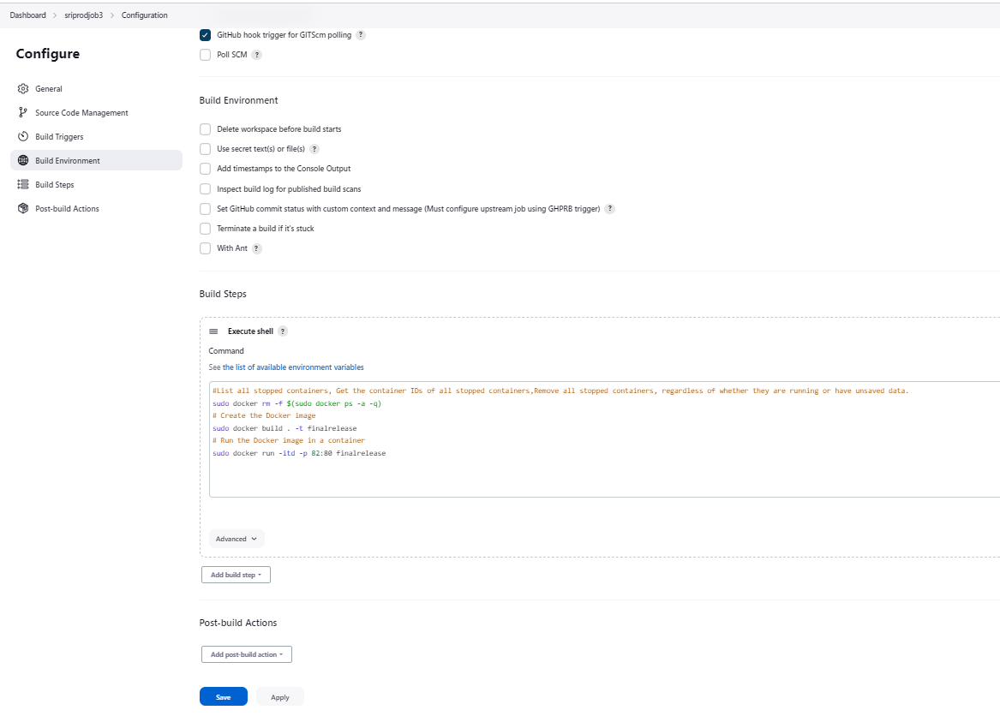 Dashboard > sriprodjob3 > Configuration
Configure
General
Source Code Management
Build Triggers
Build Environment
Build Steps
Post-build Actions
GitHub hook trigger for GITScm polling ?
Poll SCM ?
Build Environment
Delete workspace before build starts
Use secret text(s) or file(s) ?
Add timestamps to the Console Output
Inspect build log for published build scans
Set GitHub commit status with custom context and message (Must configure upstream job using GHPRB trigger) ?
Terminate a build if it's stuck
With Ant ?
Build Steps
Execute shell ?
Command
See the list of available environment variables
#List all stopped containers, Get the container IDs of all stopped containers,Remove all stopped containers, regardless of whether they are running or have unsaved data.
sudo docker rm -f $(sudo docker ps -a -q)
# Create the Docker image
sudo docker build . -t finalrelease
# Run the Docker image in a container
sudo docker run -itd -p 82:80 finalrelease
Advanced
Add build step
Post-build Actions
Add post-build action
Save
Apply